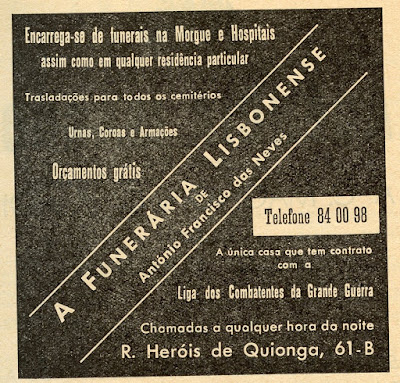 Encarrega-se de funerais na Morgue e Hospitais
assim como em qualquer residência particular
Trasladações para todos os cemitérios
Urnas, Coroas e Armações
Orçamentos grátis
A FUNERÁRIA LISBONENSE
DE
António Francisco das Neves
Telefone 84 00 98
A única casa que tem contrato
com a
Liga dos Combatentes da Grande Guerra
Chamadas a qualquer hora da noite
R. Heróis de Quionga, 61-B